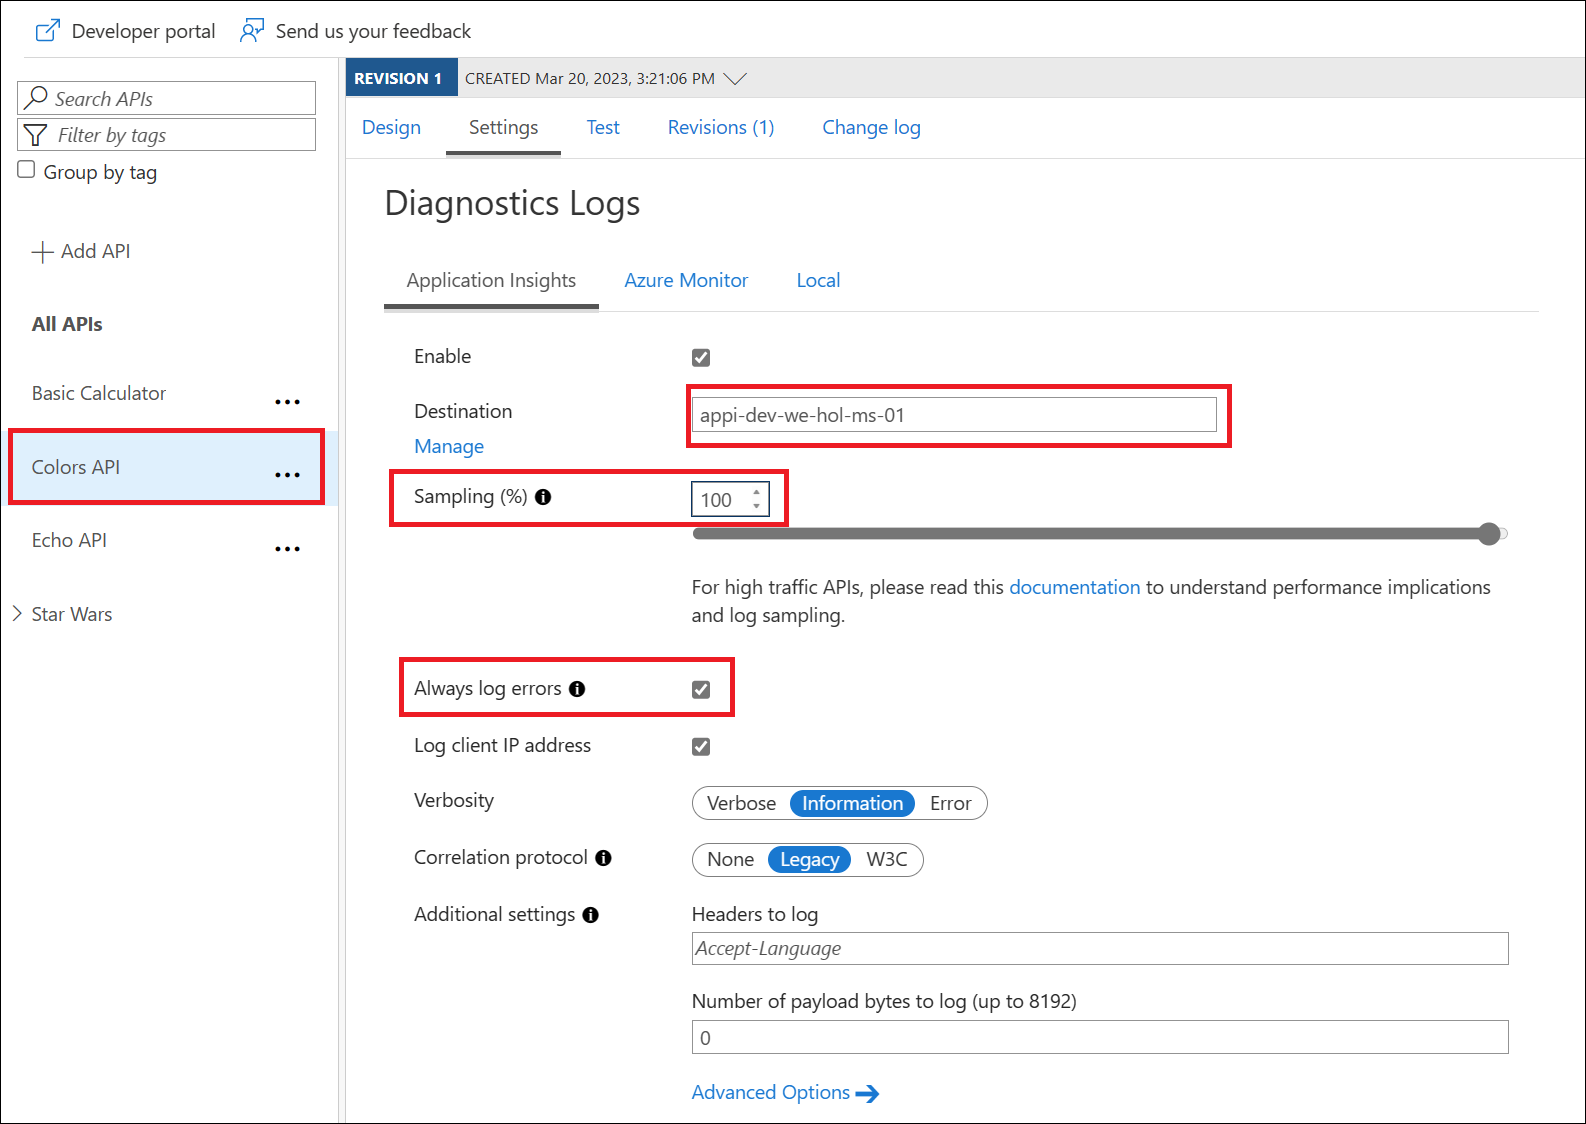 Developer portal
Send us your feedback
Search APIs
Filter by tags
Group by tag
Add API
All APIs
Basic Calculator
Colors API
Echo API
Star Wars
REVISION 1 CREATED Mar 20, 2023, 3:21:06 PM
Design Settings Test Revisions (1) Change log
Diagnostics Logs
Application Insights Azure Monitor Local
Enable
Destination appi-dev-we-hol-ms-01
Manage
Sampling (%) 100
For high traffic APIs, please read this documentation to understand performance implications
and log sampling.
Always log errors
Log client IP address
Verbosity Verbose Information Error
Correlation protocol None Legacy W3C
Additional settings Headers to log
Accept-Language
Number of payload bytes to log (up to 8192)
0
Advanced Options